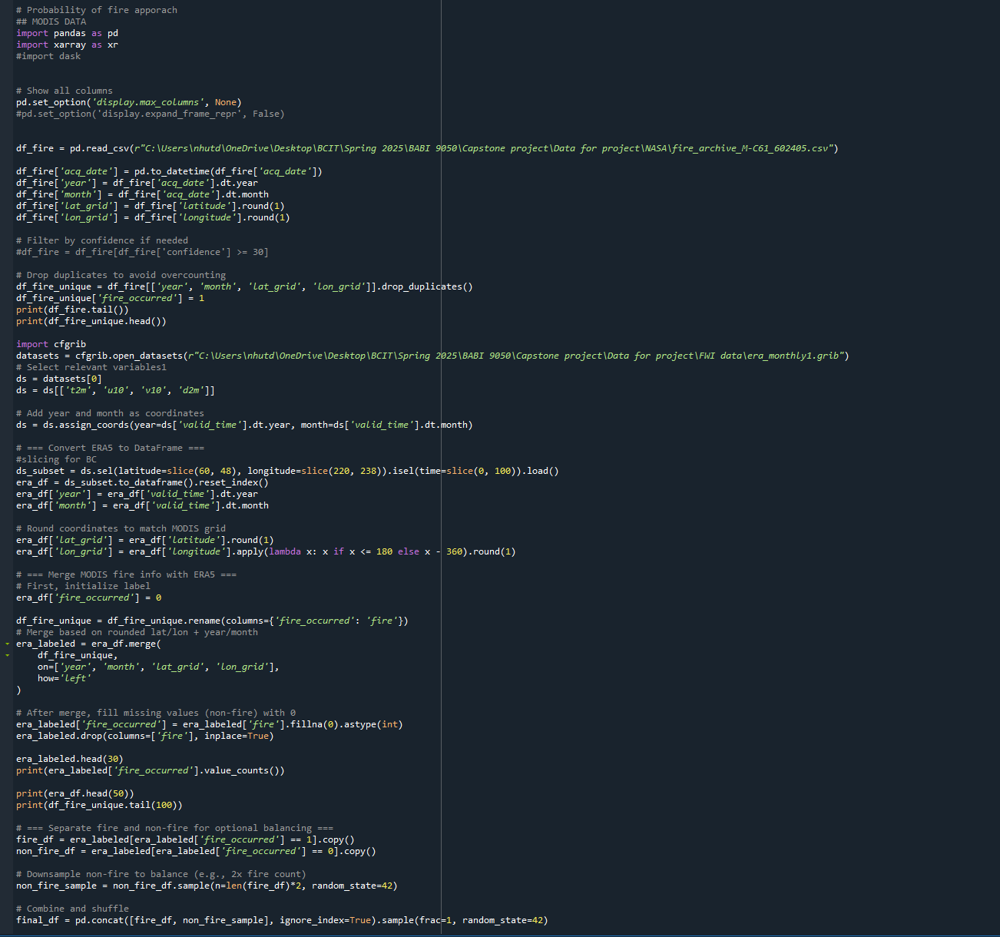 # Probability of fire apporach
## MODIS DATA
import pandas as pd
import xarray as xr
#import dask
# Show all columns
pd.set_option('display.max_columns', None)
#pd.set_option('display.expand_frame_repr', False)
df_fire = pd.read_csv(r"C:\Users\nhutd\OneDrive\Desktop\BCIT\Spring 2025\BABI 9050\Capstone project\Data for project\NASA\fire_archive_M-C61_602405.csv")
df_fire['acq_date'] = pd.to_datetime(df_fire['acq_date'])
df_fire['year'] = df_fire['acq_date'].dt.year
df_fire['month'] = df_fire['acq_date'].dt.month
df_fire['lat_grid'] = df_fire['latitude'].round(1)
df_fire['lon_grid'] = df_fire['longitude'].round(1)
# Filter by confidence if needed
#df_fire = df_fire[df_fire['confidence'] >= 30]
# Drop duplicates to avoid overcounting
df_fire_unique = df_fire[['year', 'month', 'lat_grid', 'lon_grid']].drop_duplicates()
df_fire_unique['fire_occurred'] = 1
print(df_fire.tail())
print(df_fire_unique.head())
import cfgrib
datasets = cfgrib.open_datasets(r"C:\Users\nhutd\OneDrive\Desktop\BCIT\Spring 2025\BABI 9050\Capstone project\Data for project\FWI data\era_monthly1.grib")
# Select relevant variables1
ds = datasets[0]
ds = ds[['t2m', 'u10', 'v10', 'd2m']]
# Add year and month as coordinates
ds = ds.assign_coords(year=ds['valid_time'].dt.year, month=ds['valid_time'].dt.month)
# === Convert ERA5 to DataFrame ===
#slicing for BC
ds_subset = ds.sel(latitude=slice(60, 48), longitude=slice(220, 238)).isel(time=slice(0, 100)).load()
era_df = ds_subset.to_dataframe().reset_index()
era_df['year'] = era_df['valid_time'].dt.year
era_df['month'] = era_df['valid_time'].dt.month
# Round coordinates to match MODIS grid
era_df['lat_grid'] = era_df['latitude'].round(1)
era_df['lon_grid'] = era_df['longitude'].apply(lambda x: x if x <= 180 else x - 360).round(1)
# === Merge MODIS fire info with ERA5 ===
# First, initialize label
era_df['fire_occurred'] = 0
df_fire_unique = df_fire_unique.rename(columns={'fire_occurred': 'fire'})
# Merge based on rounded lat/lon + year/month
era_labeled = era_df.merge(
    df_fire_unique,
    on=['year', 'month', 'lat_grid', 'lon_grid'],
    how='left'
)
# After merge, fill missing values (non-fire) with 0
era_labeled['fire_occurred'] = era_labeled['fire'].fillna(0).astype(int)
era_labeled.drop(columns=['fire'], inplace=True)
era_labeled.head(30)
print(era_labeled['fire_occurred'].value_counts())
print(era_df.head(50))
print(df_fire_unique.tail(100))
# === Separate fire and non-fire for optional balancing ===
fire_df = era_labeled[era_labeled['fire_occurred'] == 1].copy()
non_fire_df = era_labeled[era_labeled['fire_occurred'] == 0].copy()
# Downsample non-fire to balance (e.g., 2x fire count)
non_fire_sample = non_fire_df.sample(n=len(fire_df)*2, random_state=42)
# Combine and shuffle
final_df = pd.concat([fire_df, non_fire_sample], ignore_index=True).sample(frac=1, random_state=42)